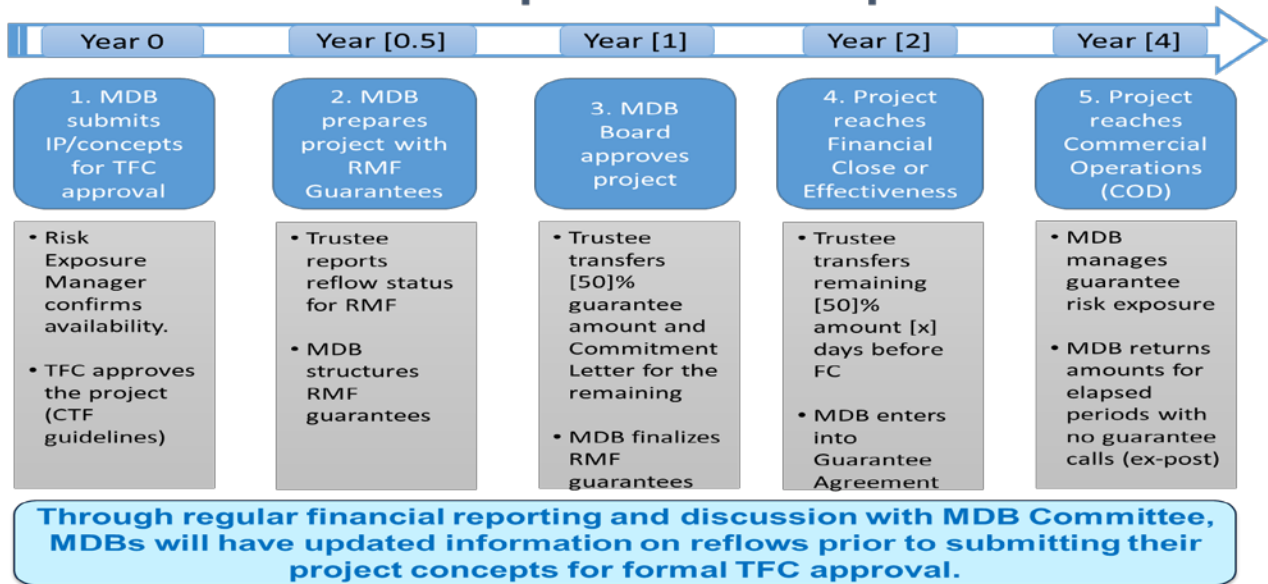 Year 0
Year [0.5]
Year [1]
Year [2]
Year [4]
1. MDB
submits
IP/concepts
for TFC
approval
2. MDB
prepares
project with
RMF
Guarantees
3. MDB
Board
approves
project
4. Project
reaches
Financial
Close or
Effectiveness
5. Project
reaches
Commercial
Operations
(COD)
• Risk
Exposure
Manager
confirms
availability.
• TFC approves
the project
(CTF
guidelines)
• Trustee
reports
reflow status
for RMF
• MDB
structures
RMF
guarantees
• Trustee
transfers
[50]%
guarantee
amount and
Commitment
Letter for the
remaining
• MDB finalizes
RMF
guarantees
• Trustee
transfers
remaining
[50]%
amount [x]
days before
FC
• MDB enters
into
Guarantee
Agreement
• MDB
manages
guarantee
risk exposure
• MDB returns
amounts for
elapsed
periods with
no guarantee
calls (ex-post)
Through regular financial reporting and discussion with MDB Committee,
MDBs will have updated information on reflows prior to submitting their
project concepts for formal TFC approval.